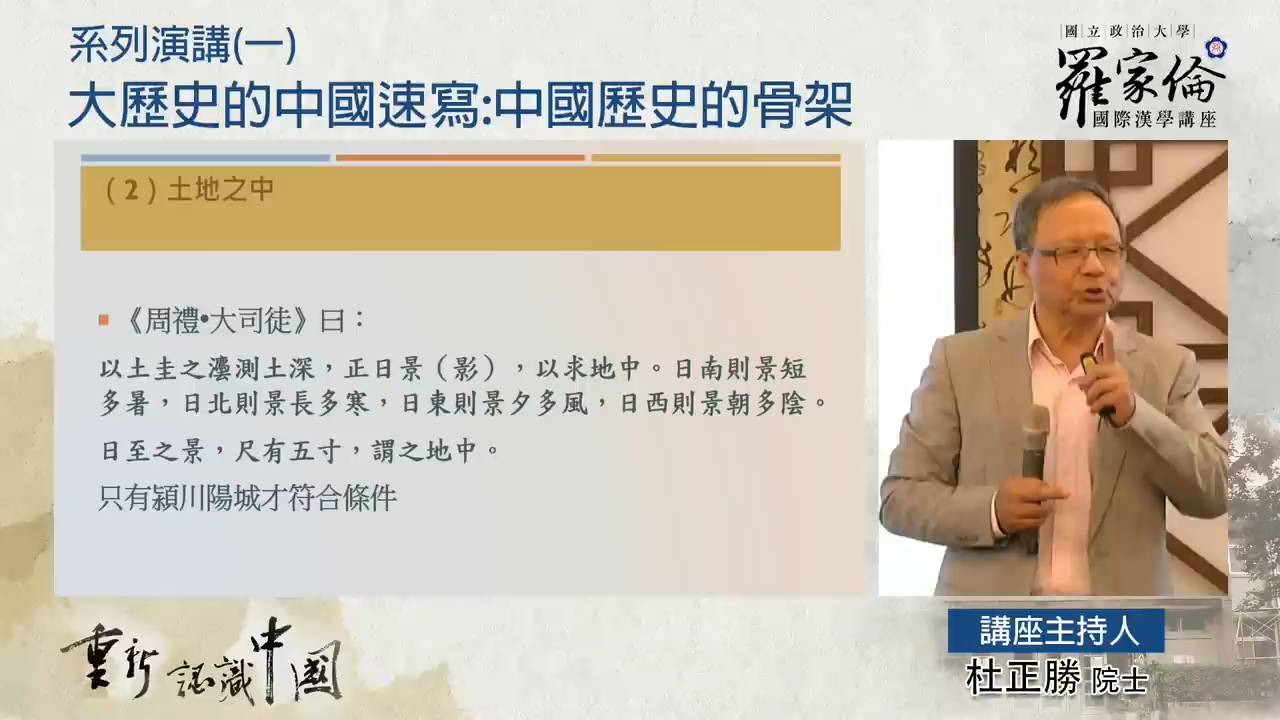 系列演講(一)
大歷史的中國速寫:中國歷史的骨架
國立政治大學
羅家倫
國際漢學講座
（2）土地之中
《周禮•大司徒》曰：
以土圭之灋測土深，正日景（影），以求地中。日南則景短
多暑，日北則景長多寒，日東則景夕多風，日西則景朝多陰。
日至之景，尺有五寸，謂之地中。
只有潁川陽城才符合條件
重新認識中國
講座主持人
杜正勝 院士